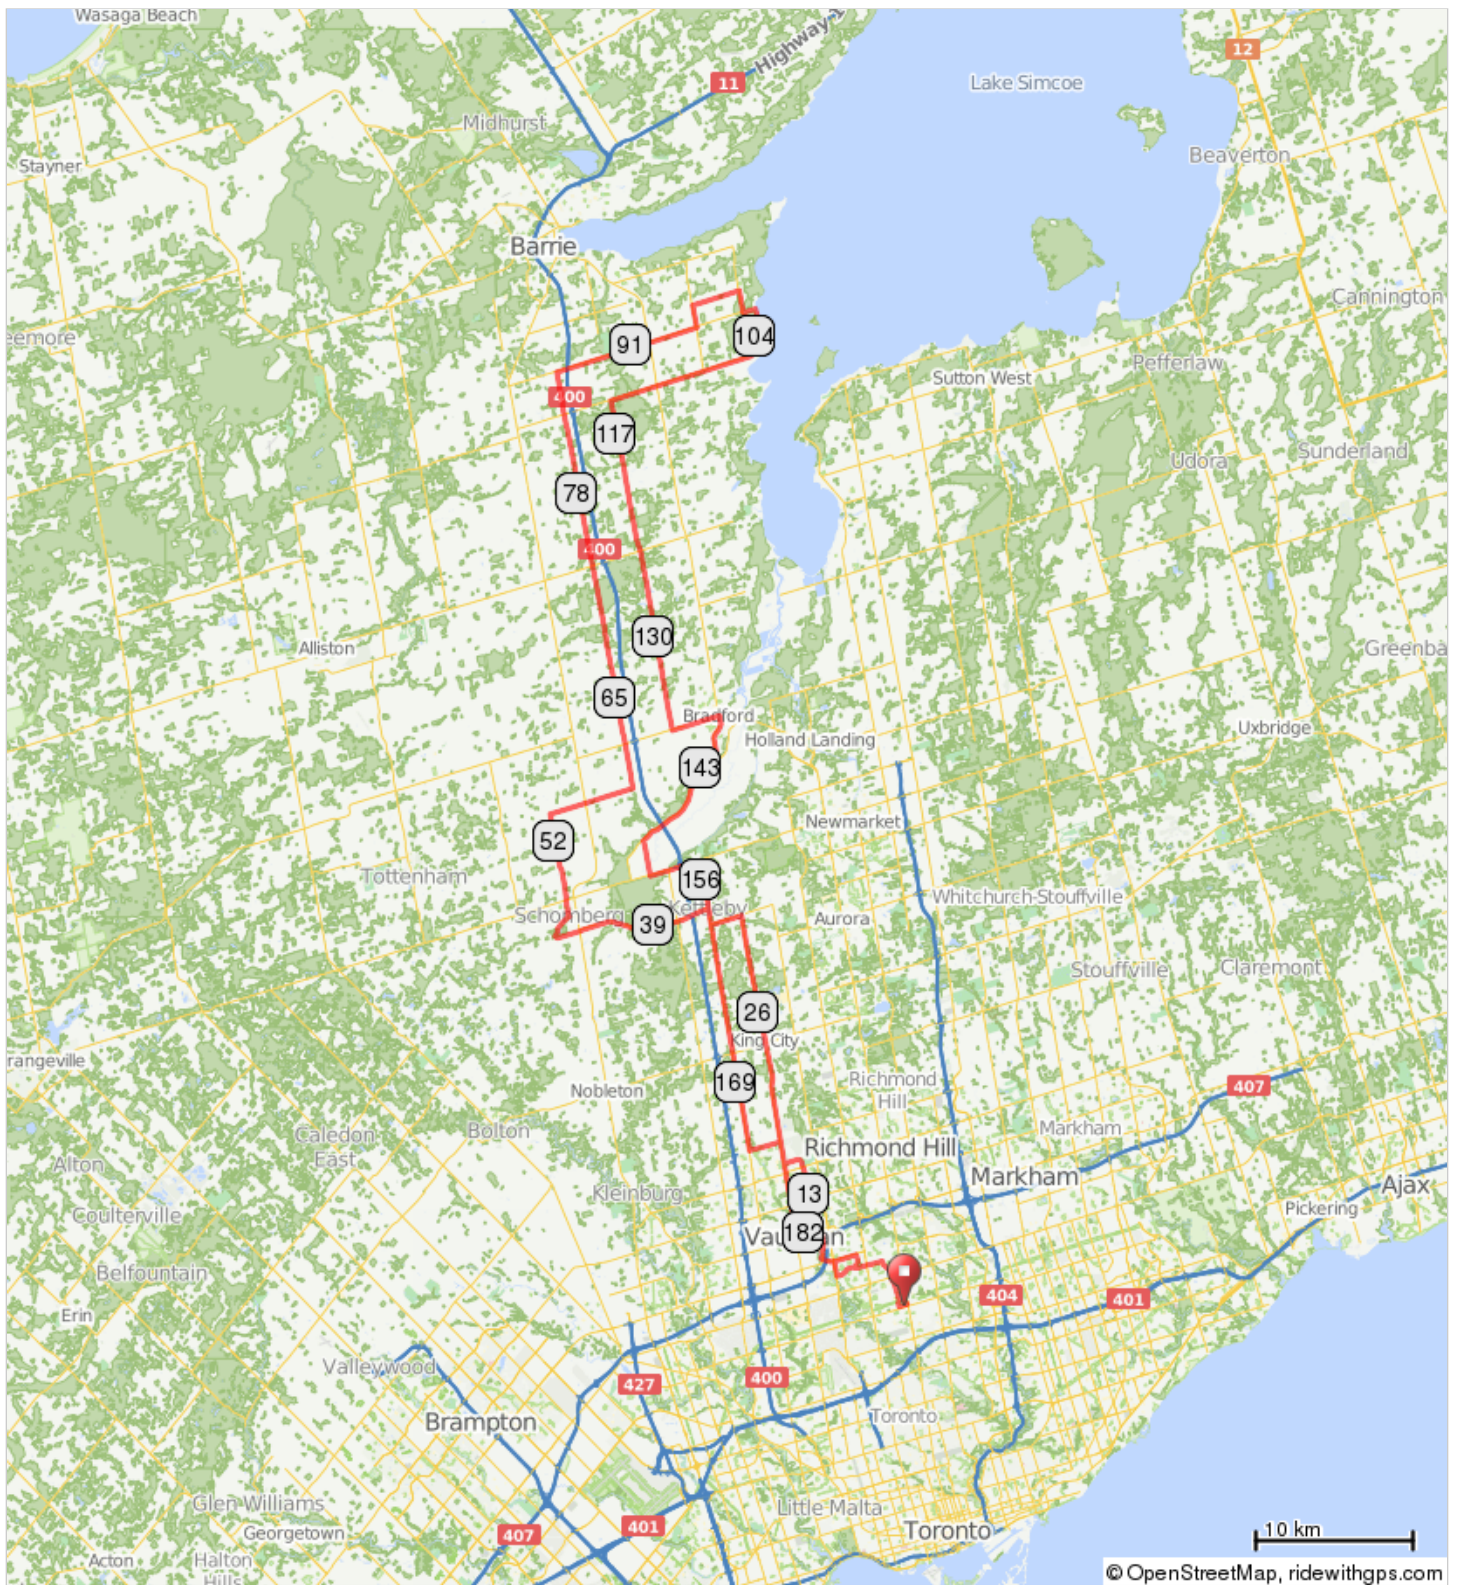 Wasaga Beach
12
Lake Simcoe
11
Highway 1
Midhurst
Beaverton
Stayner
Barrie
Cannington
eemore
91
104
Pefferlaw
Sutton West
400
117
Sunderland
Udora
78
400
130
Alliston
Greenba
65
Bradford
Uxbridge
Holland Landing
143
Newmarket
52
Tottenham
156
Whitchurch-Stouffville
Schomberg
Kettleby
39
Aurora
Stouffville
Claremont
26
King City
rangeville
169
Richmond
Hill
407
Nobleton
Bolton
Markham
Caledon
East
Richmond Hill
Alton
Markham
Ajax
Kleinburg
13
Pickering
Coulterville
182
Vaughan
Belfountain
404
401
Erin
Valleywood
427
400
Brampton
Toronto
Glen Williams
Little Malta
401
407
Georgetown
Toronto
10 km
Acton
Halton
Hills
© OpenStreetMap, ridewithgps.com